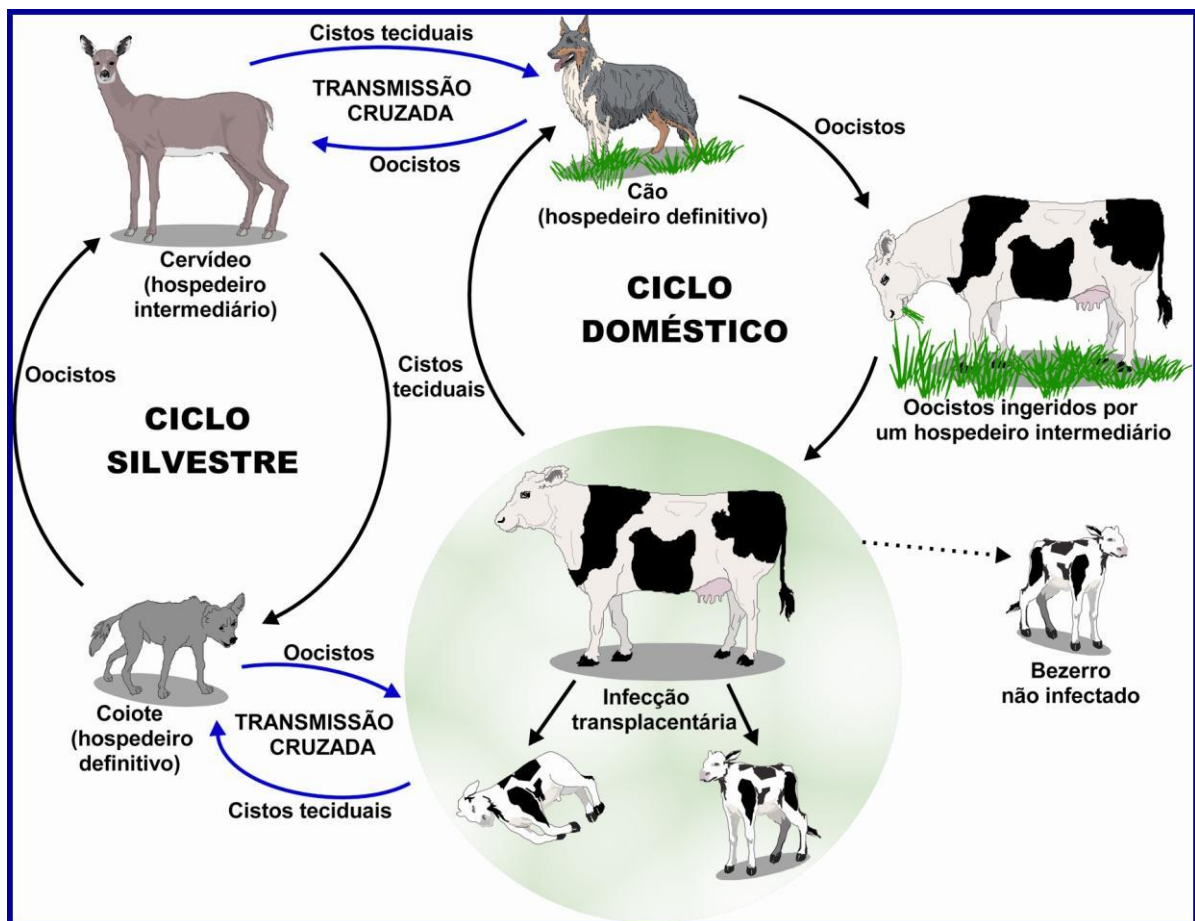 Cistos teciduais
TRANSMISSÃO
CRUZADA
Oocistos
Cão
(hospedeiro definitivo)
Oocistos
Cervídeo
(hospedeiro
intermediário)
Oocistos
CICLO
SILVESTRE
Cistos
teciduais
CICLO
DOMÉSTICO
Oocistos ingeridos por
um hospedeiro intermediário
Coiote
(hospedeiro
definitivo)
Oocistos
TRANSMISSÃO
CRUZADA
Cistos teciduais
Infecção
transplacentária
Bezerro
não infectado